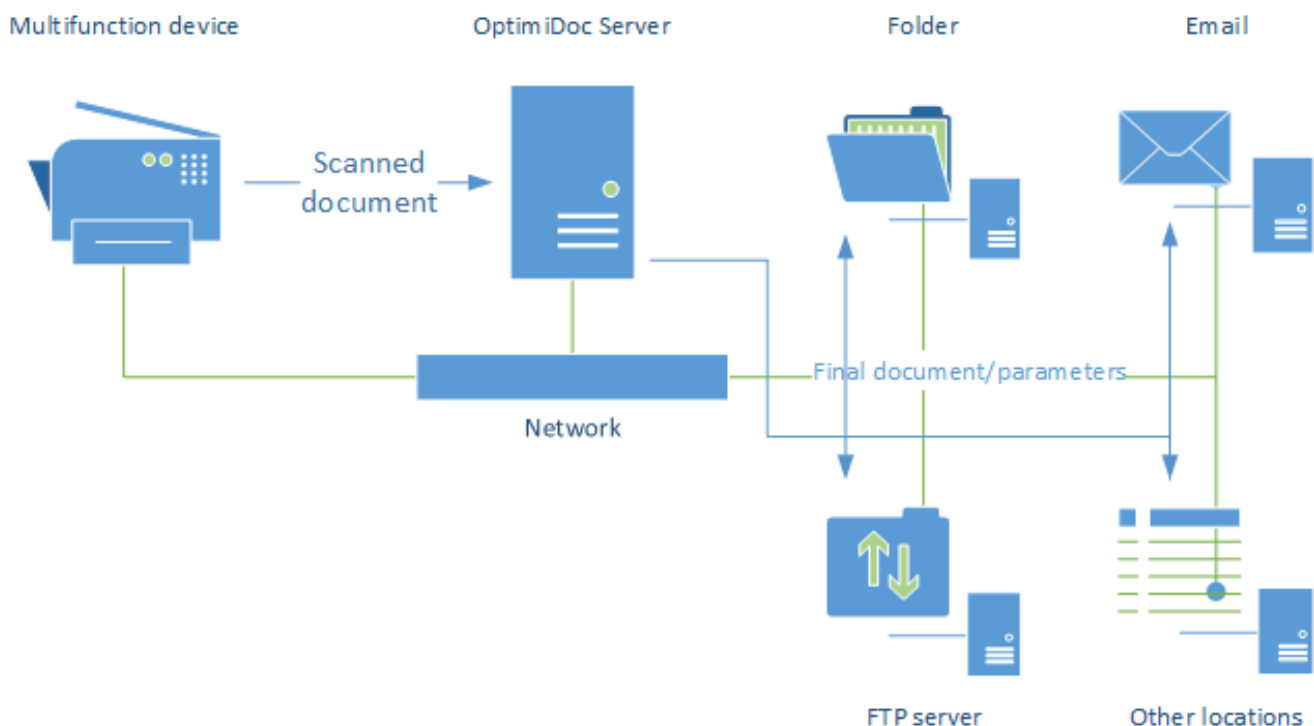 Multifunction device
OptimiDoc Server
Folder
Email
Scanned
document
Final document/parameters
Network
FTP server
Other locations